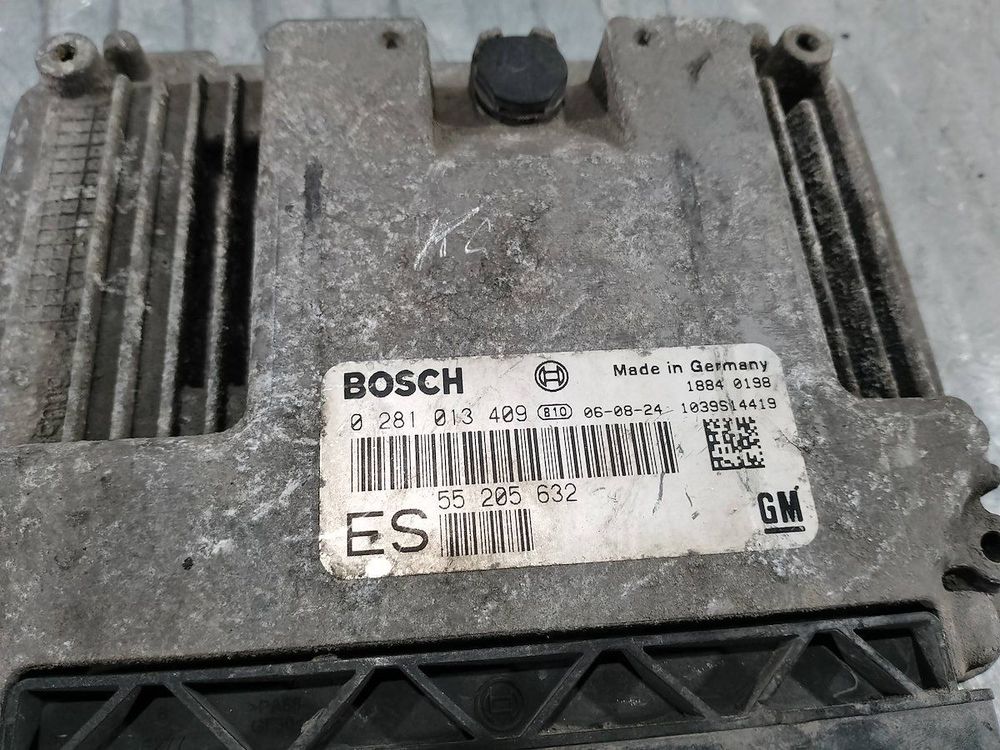 BOSCH Made in Germany
1884 0198
0 281 013 409 810 06-08-24 1039S14419
55 205 632
ES GM